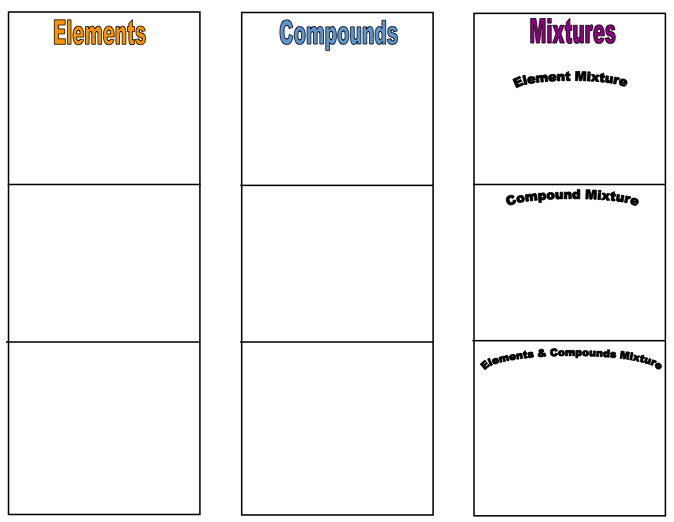 Elements
Compounds
Mixtures
Element Mixture
Compound Mixture
Elements & Compounds Mixture